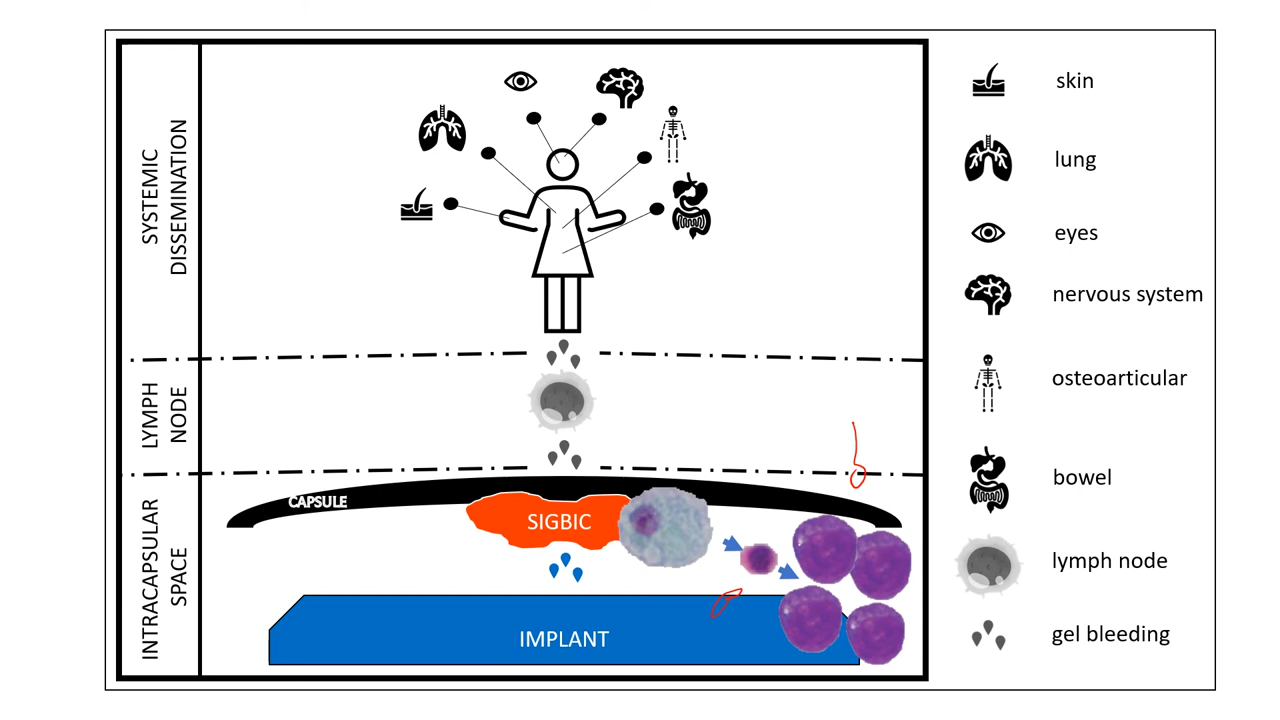 SYSTEMIC
DISSEMINATION
LYMPH
NODE
INTRACAPSULAR
SPACE
CAPSULE
SIGBIC
IMPLANT
skin
lung
eyes
nervous system
osteoarticular
bowel
lymph node
gel bleeding